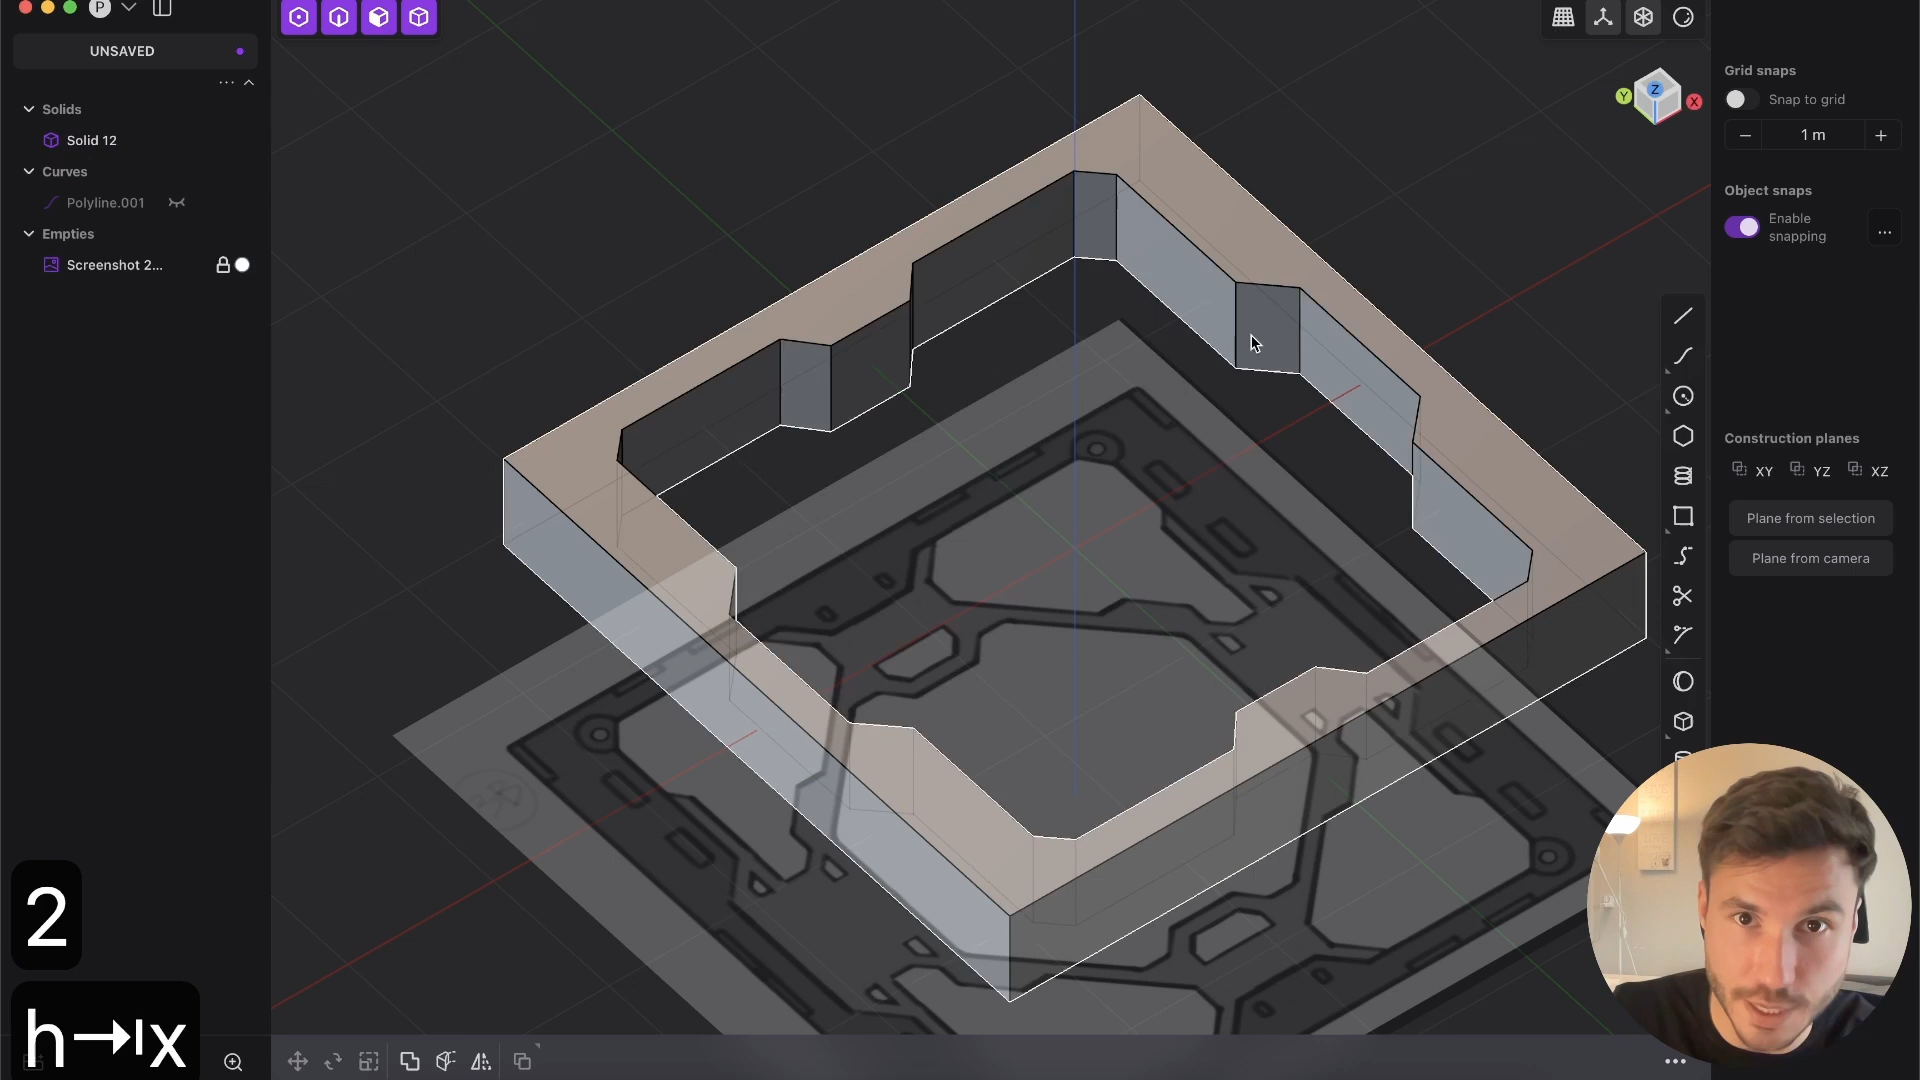 P
UNSAVED
Solids
Solid 12
Curves
Polyline.001
Empties
Screenshot 2...
Grid snaps
Snap to grid
1 m
Object snaps
Enable
snapping
...
Construction planes
XY
YZ
XZ
Plane from selection
Plane from camera
Z
Y
X
2
h→ıx